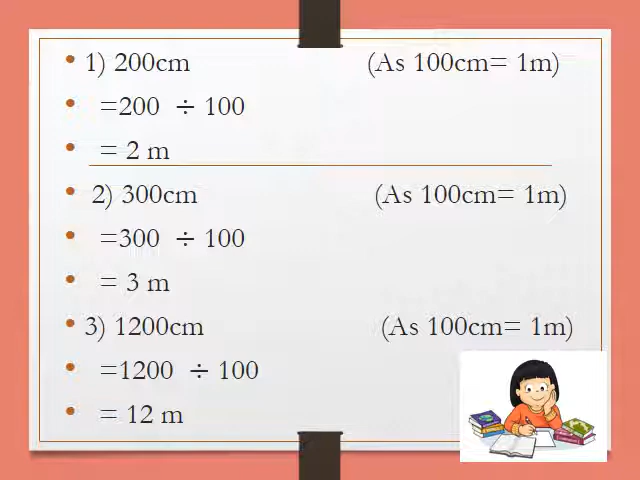 • 1) 200cm (As 100cm= 1m)
• =200 ÷ 100
• = 2 m
• 2) 300cm (As 100cm= 1m)
• =300 ÷ 100
• = 3 m
• 3) 1200cm (As 100cm= 1m)
• =1200 ÷ 100
• = 12 m